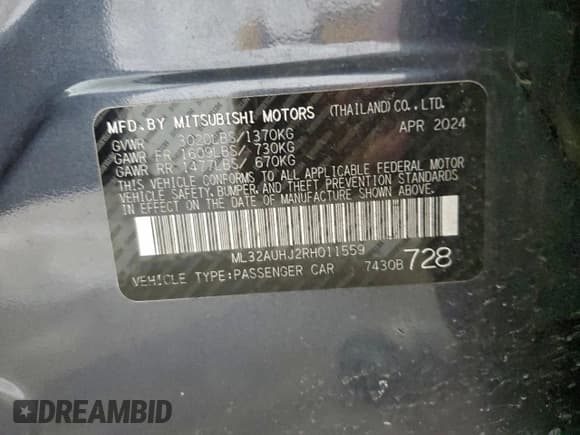 MFD.BY MITSUBISHI MOTORS (THAILAND)CO.,LTD.
GVWR 3020LBS/1370KG APR 2024
GAWR FR 1609LBS/ 730KG
GAWR RR 1477LBS/ 670KG
THIS VEHICLE CONFORMS TO ALL APPLICABLE FEDERAL MOTOR
VEHICLE SAFETY,BUMPER,AND THEFT PREVENTION STANDARDS
IN EFFECT ON THE DATE OF MANUFACTURE SHOWN ABOVE.
ML32AUHJ2RH011559
VEHICLE TYPE:PASSENGER CAR 7430B 728
DREAMBID